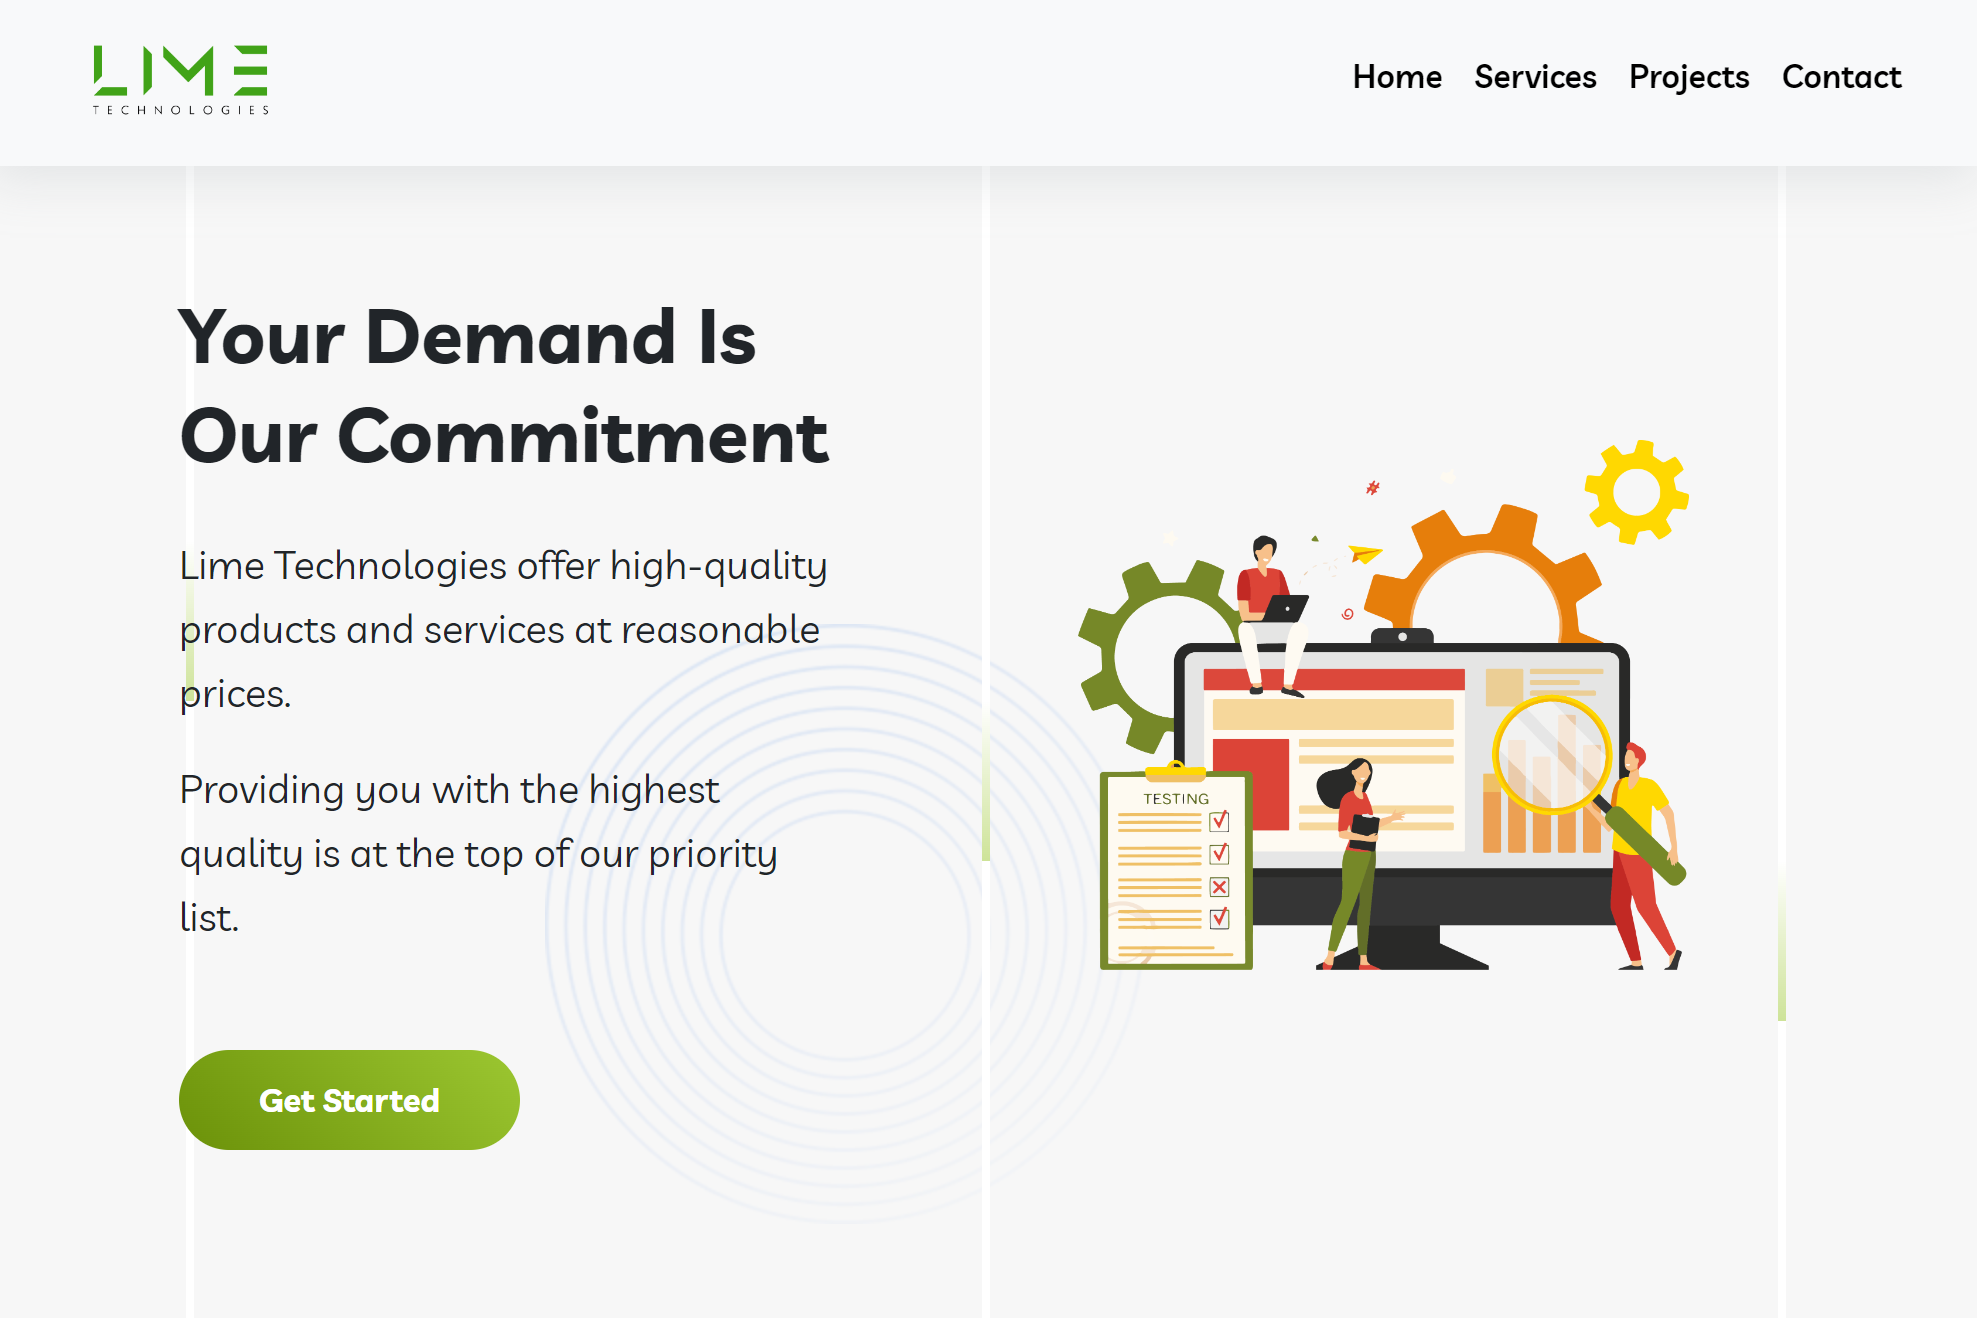 LIME
TECHNOLOGIES
Home Services Projects Contact
Your Demand Is
Our Commitment
Lime Technologies offer high-quality
products and services at reasonable
prices.
Providing you with the highest
quality is at the top of our priority
list.
Get Started
#
TESTING